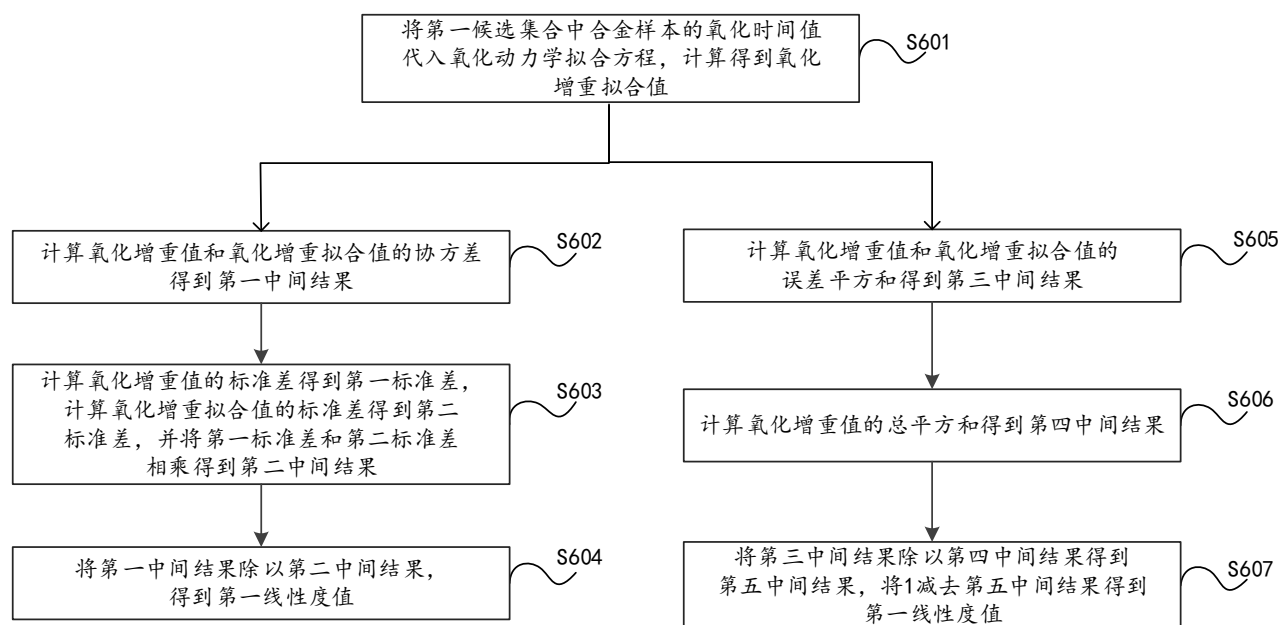 将第一候选集合中合金样本的氧化时间值
代入氧化动力学拟合方程，计算得到氧化
增重拟合值
S601
计算氧化增重值和氧化增重拟合值的协方差
得到第一中间结果
S602
计算氧化增重值的标准差得到第一标准差，
计算氧化增重拟合值的标准差得到第二
标准差，并将第一标准差和第二标准差
相乘得到第二中间结果
S603
将第一中间结果除以第二中间结果，
得到第一线性度值
S604
计算氧化增重值和氧化增重拟合值的
误差平方和得到第三中间结果
S605
计算氧化增重值的总平方和得到第四中间结果
S606
将第三中间结果除以第四中间结果得到
第五中间结果，将1减去第五中间结果得到
第一线性度值
S607